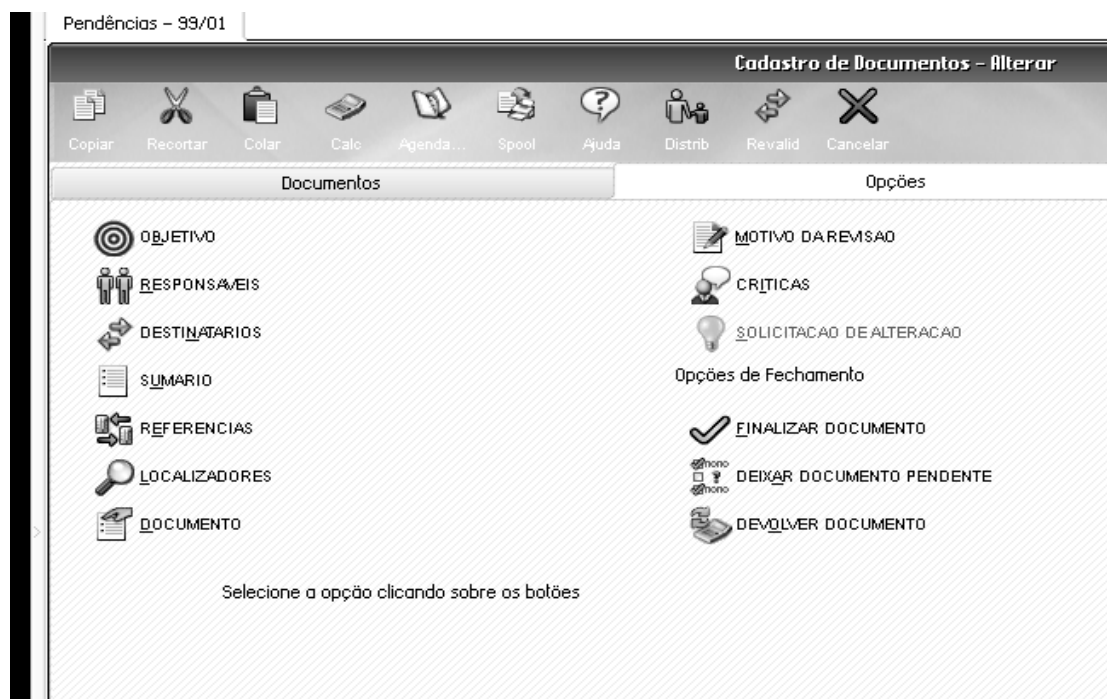 Pendências - 99/01
Cadastro de Documentos - Alterar
Copiar Recortar Colar Calc Agenda... Spool Ajuda Distrib Revalid Cancelar
Documentos Opções
OBJETIVO
RESPONSAVEIS
DESTINATARIOS
SUMARIO
REFERENCIAS
LOCALIZADORES
DOCUMENTO
Selecione a opção clicando sobre os botões
MOTIVO DA REVISAO
CRITICAS
SOLICITACAO DE ALTERACAO
Opções de Fechamento
FINALIZAR DOCUMENTO
DEIXAR DOCUMENTO PENDENTE
DEVOLVER DOCUMENTO